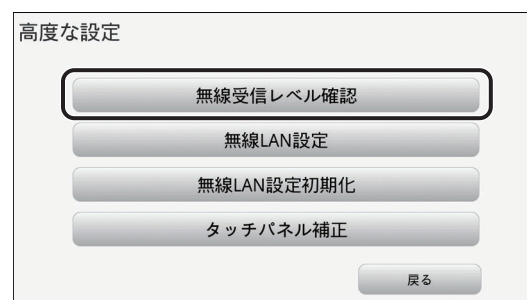 高度な設定
無線受信レベル確認
無線LAN設定
無線LAN設定初期化
タッチパネル補正
戻る